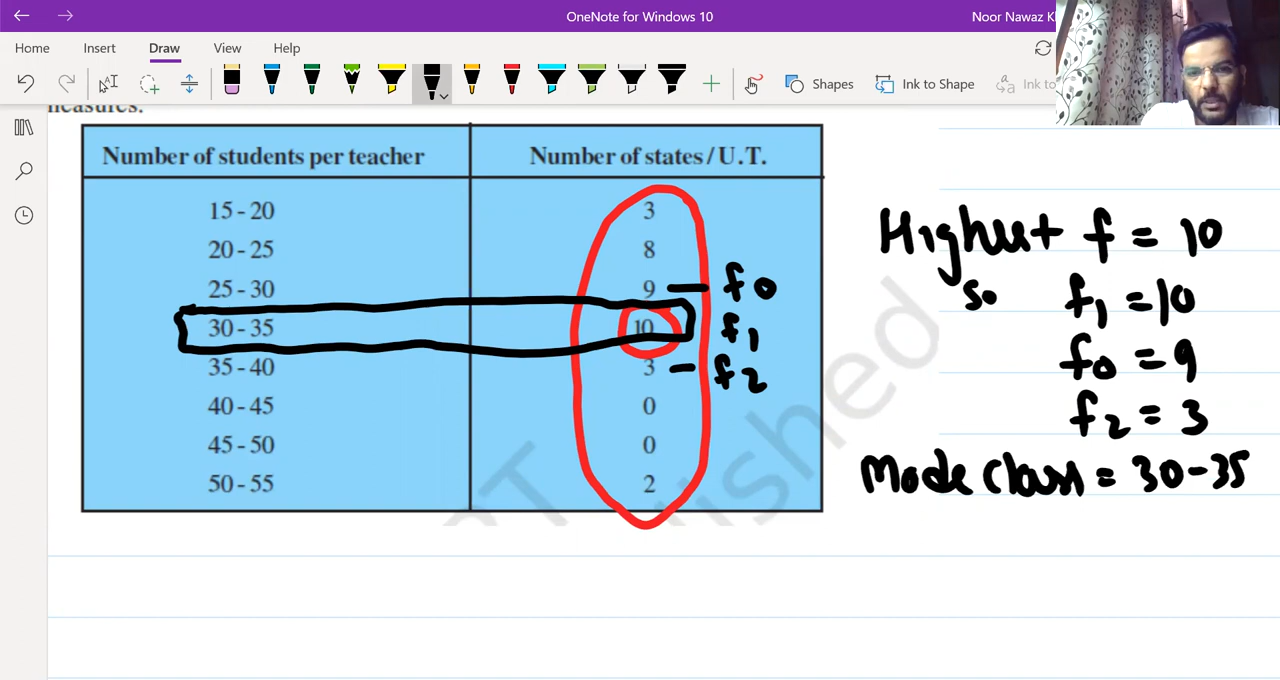 OneNote for Windows 10
Noor Nawaz K
Home Insert Draw View Help
Shapes Ink to Shape Ink to
easures.
Number of students per teacher Number of states / U.T.
15 - 20 3
20 - 25 8
25 - 30 9 f0
30 - 35 10 f1
35 - 40 3 f2
40 - 45 0
45 - 50 0
50 - 55 2
Highest f = 10
so f1 = 10
f0 = 9
f2 = 3
Mode class = 30-35